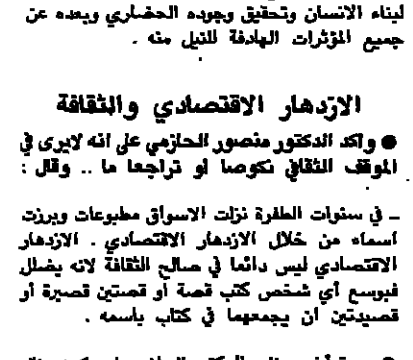 لبناء الانسان وتحقيق وجوده الحضاري وبعده عن
جميع المؤثرات الهادفة للنيل منه .
الازدهار الاقتصادي والثقافة
● واكد الدكتور منصور الحازمي على انه لايرى في
الموقف الثقافي نكوصا او تراجعا ما .. وقال :
ـ في سنوات الطفرة نزلت الاسواق مطبوعات وبرزت
أسماء من خلال الازدهار الاقتصادي . الازدهار
الاقتصادي ليس دائما في صالح الثقافة لانه يضلل
فبوسع أي شخص كتب قصة أو قصتين قصيرة أو
قصيدتين أن يجمعهما في كتاب باسمه .